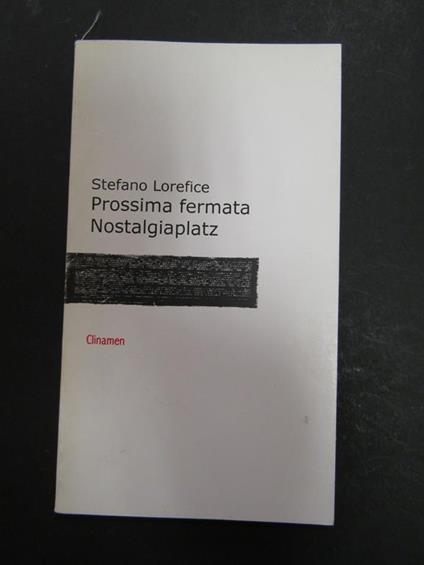 Stefano Lorefice
Prossima fermata
Nostalgiaplatz
Clinamen